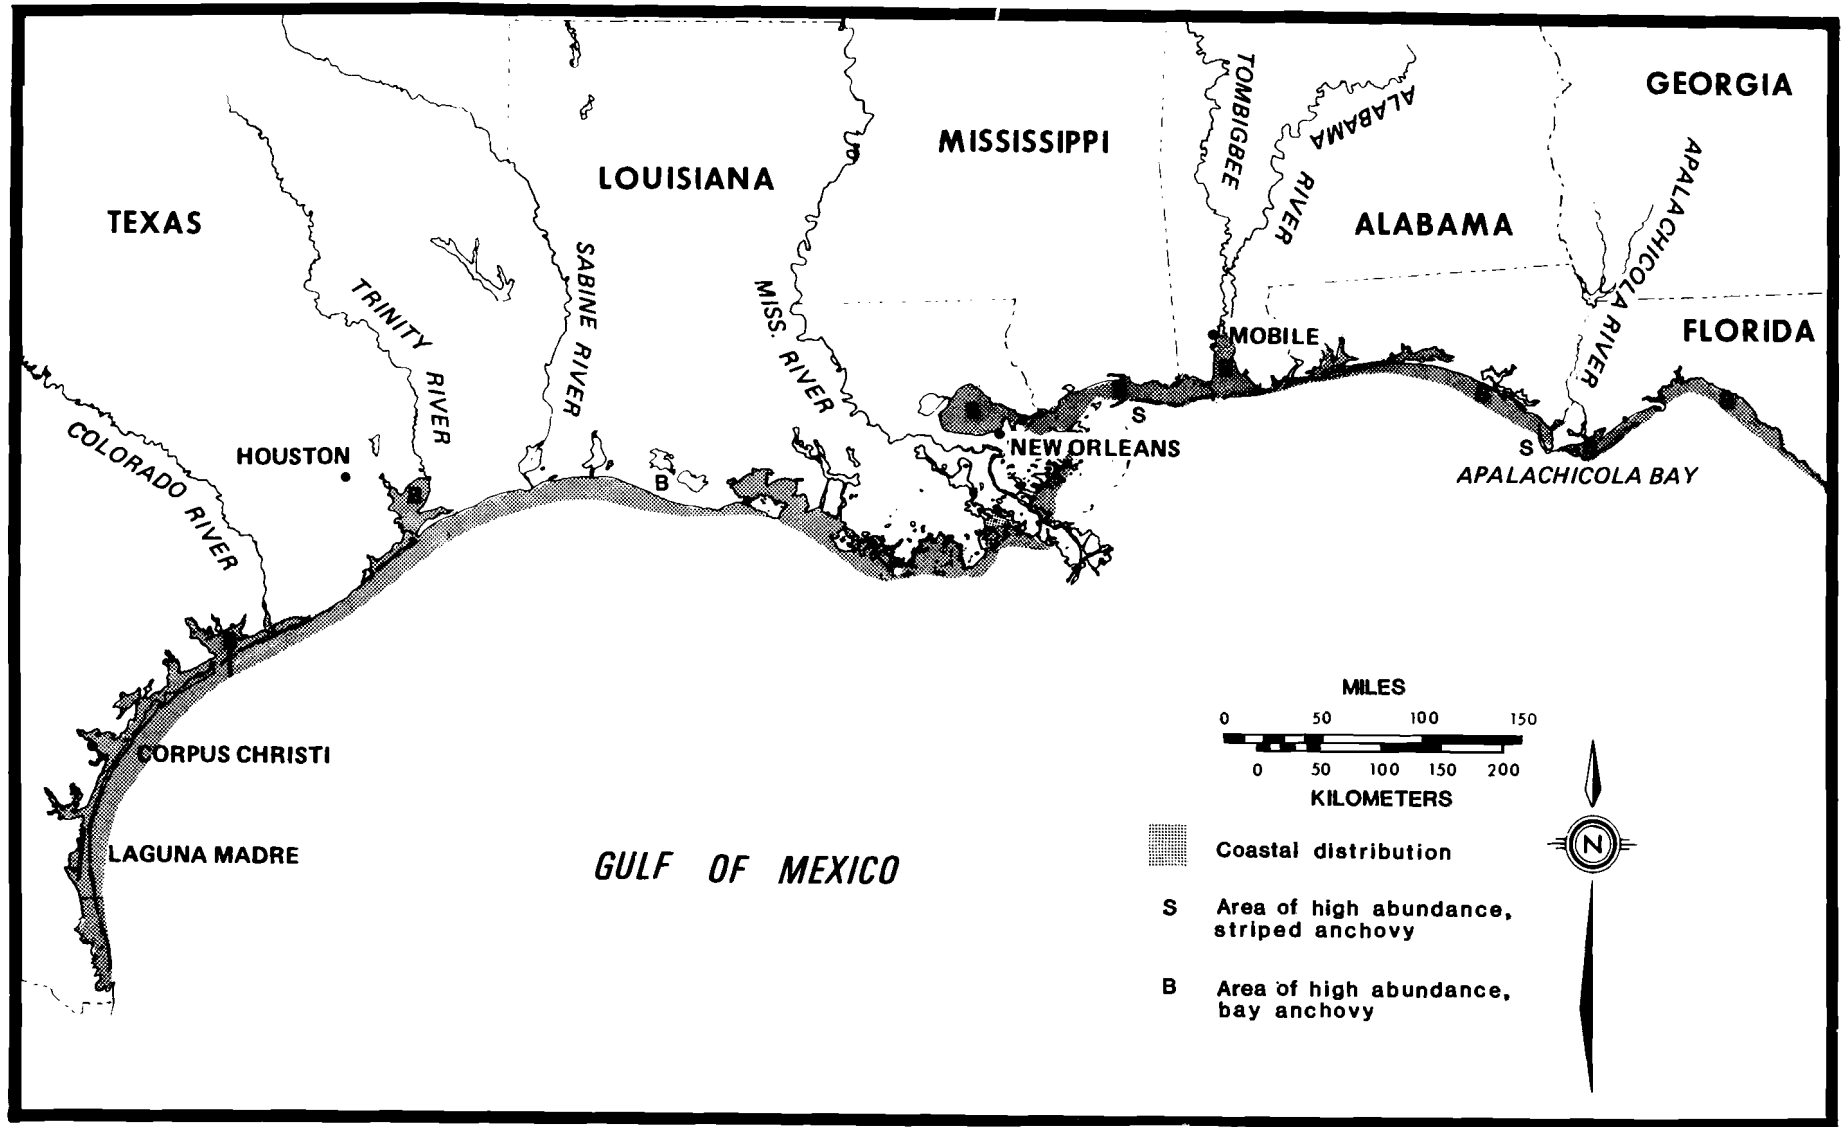 GEORGIA
MISSISSIPPI
LOUISIANA
TEXAS
ALABAMA
FLORIDA
TOMBIGBEE
ALABAMA
RIVER
APALACHICOLA RIVER
SABINE RIVER
TRINITY
RIVER
MISS. RIVER
COLORADO RIVER
MOBILE
HOUSTON
NEW ORLEANS
APALACHICOLA BAY
B
B
S
S
B
B
B
B
B
CORPUS CHRISTI
LAGUNA MADRE
GULF OF MEXICO
MILES
0 50 100 150
0 50 100 150 200
KILOMETERS
N
Coastal distribution
S Area of high abundance,
striped anchovy
B Area of high abundance,
bay anchovy